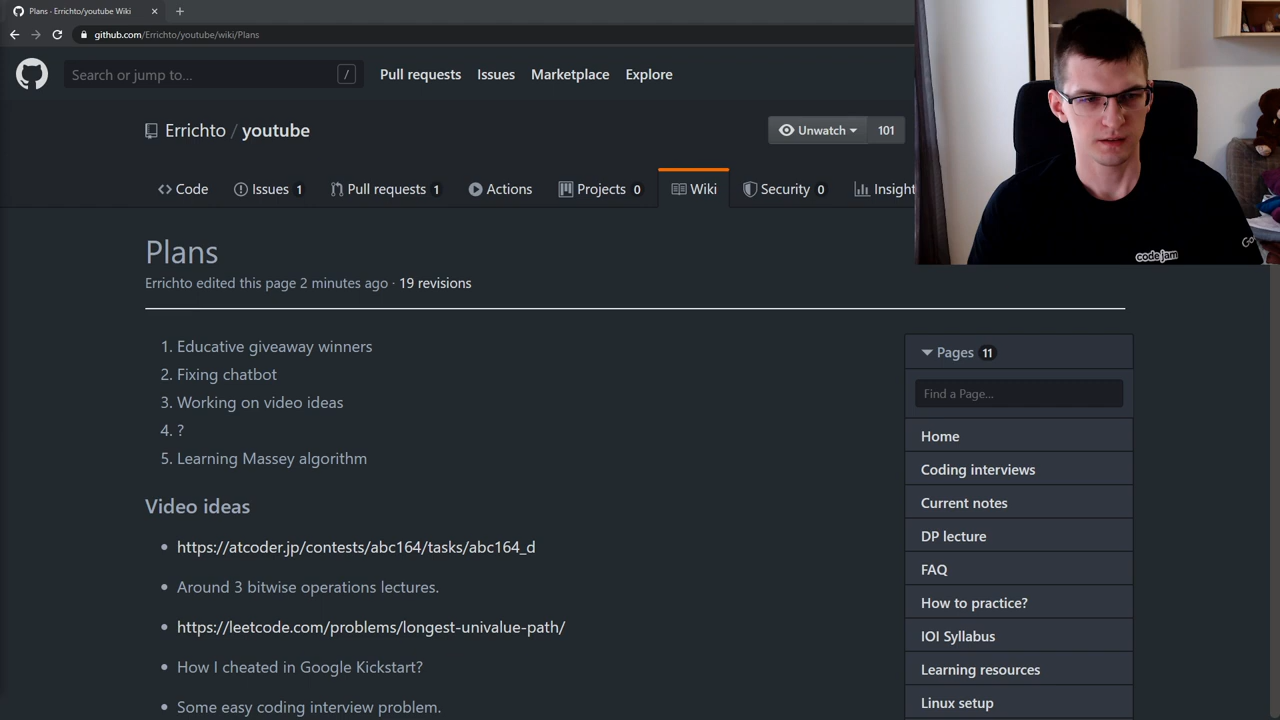 Plans · Errichto/youtube Wiki
github.com/Errichto/youtube/wiki/Plans
Search or jump to...
/
Pull requests
Issues
Marketplace
Explore
Errichto / youtube
Unwatch
101
Code
Issues 1
Pull requests 1
Actions
Projects 0
Wiki
Security 0
Insight
Plans
Errichto edited this page 2 minutes ago · 19 revisions
1. Educative giveaway winners
2. Fixing chatbot
3. Working on video ideas
4. ?
5. Learning Massey algorithm
Video ideas
• https://atcoder.jp/contests/abc164/tasks/abc164_d
• Around 3 bitwise operations lectures.
• https://leetcode.com/problems/longest-univalue-path/
• How I cheated in Google Kickstart?
• Some easy coding interview problem.
Pages 11
Find a Page...
Home
Coding interviews
Current notes
DP lecture
FAQ
How to practice?
IOI Syllabus
Learning resources
Linux setup
code jam
Go